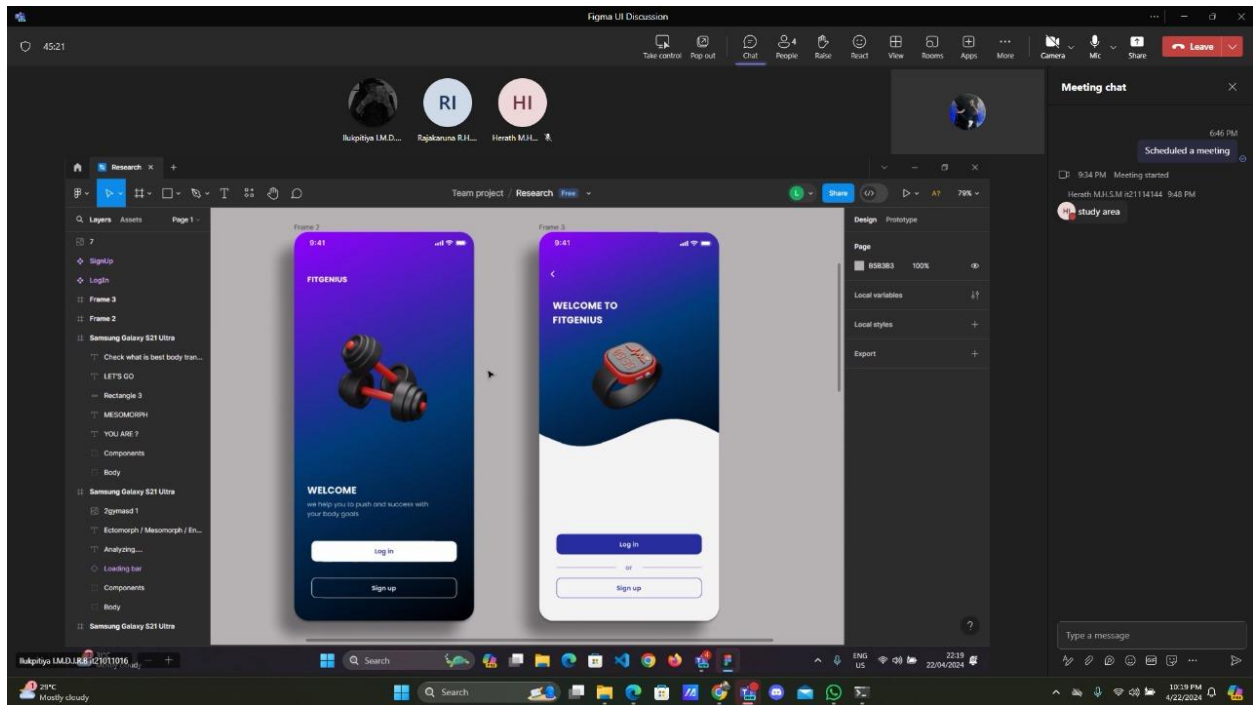 Figma UI Discussion
45:21
Take control
Pop out
Chat
People
4
Raise
React
View
Rooms
Apps
More
Camera
Mic
Share
Leave
RI
HI
Ilukpitiya I.M.D....
Rajakaruna R.H....
Herath M.H....
Meeting chat
6:46 PM
Scheduled a meeting
9:34 PM Meeting started
Herath M.H.S.M it21114144 9:48 PM
HI
study area
Type a message
Research
Team project / Research Free
L
Share
A?
79%
Layers Assets Page 1
7
SignUp
LogIn
Frame 3
Frame 2
Samsung Galaxy S21 Ultra
Check what is best body tran...
LET'S GO
Rectangle 3
MESOMORPH
YOU ARE ?
Components
Body
Samsung Galaxy S21 Ultra
2gymasd 1
Ectomorph / Mesomorph / En...
Analyzing....
Loading bar
Components
Body
Samsung Galaxy S21 Ultra
Frame 2
9:41
FITGENIUS
WELCOME
we help you to push and success with
your body goals
Log in
Sign up
Frame 3
9:41
WELCOME TO
FITGENIUS
Log in
or
Sign up
Design Prototype
Page
B5B3B3 100%
Local variables
Local styles
Export
?
Ilukpitiya I.M.D.J.R.B it21011016
Search
ENG
US
22:19
22/04/2024
29°C
Mostly cloudy
Search
10:19 PM
4/22/2024